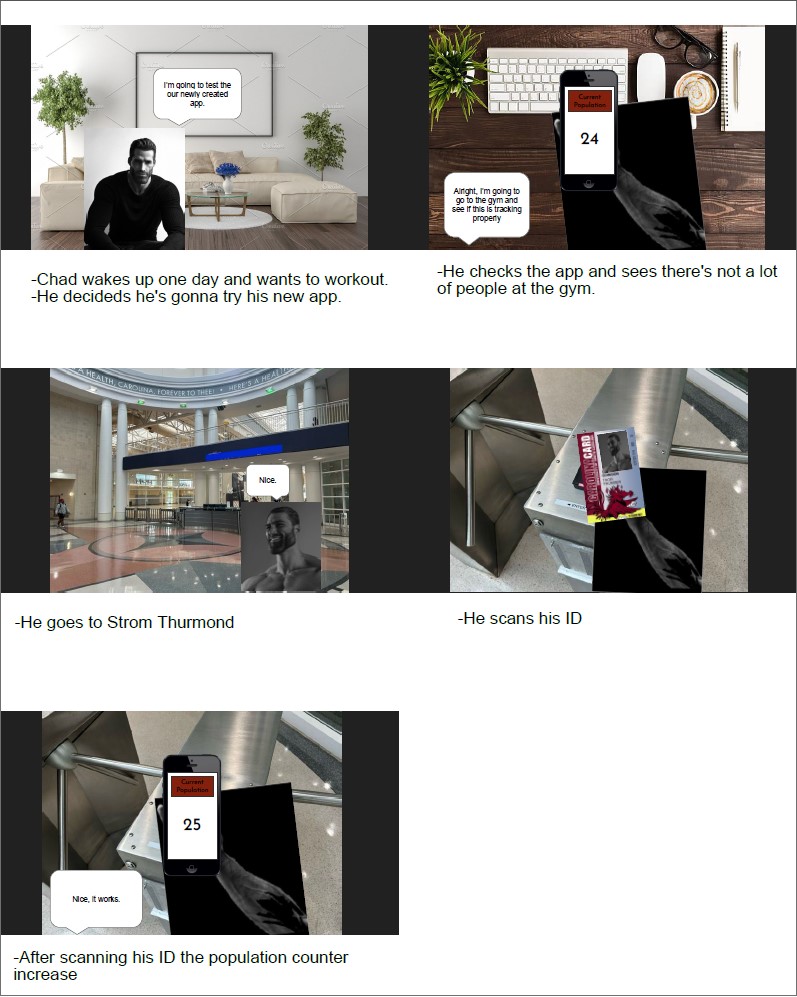 I'm going to test the
our newly created
app.
Current
Population
24
Alright, I'm going to
go to the gym and
see if this is tracking
properly
-Chad wakes up one day and wants to workout.
-He decideds he's gonna try his new app.
-He checks the app and sees there's not a lot
of people at the gym.
HEALTH, CAROLINA, FOREVER TO THEE! • HERE'S A HEAL
Nice.
CAROLINA CARD
-He goes to Strom Thurmond
-He scans his ID
Current
Population
25
Nice, it works.
-After scanning his ID the population counter
increase